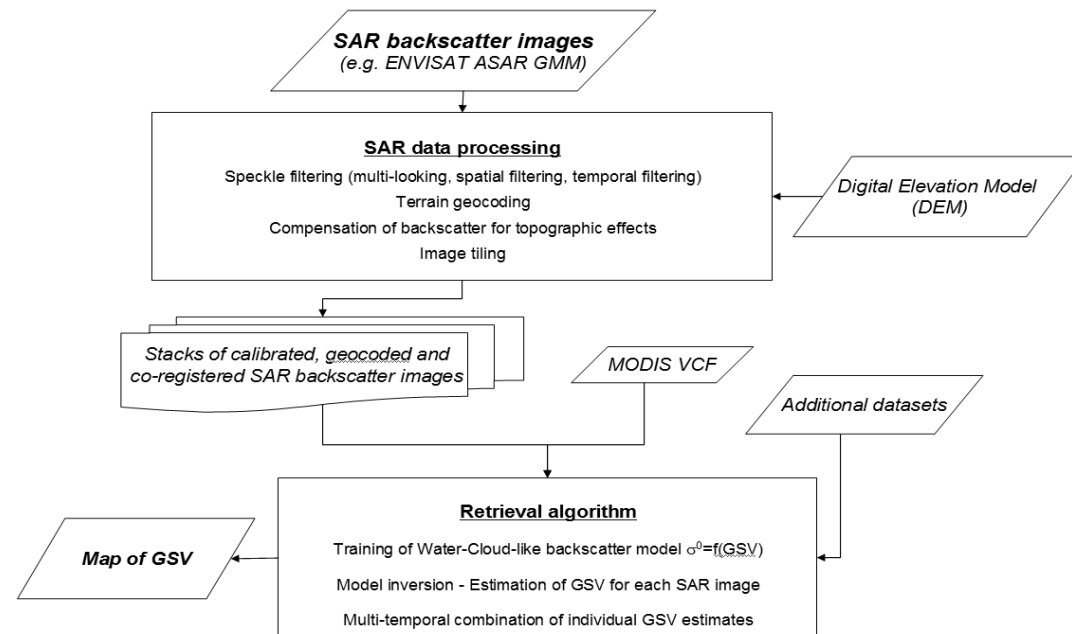 SAR backscatter images
(e.g. ENVISAT ASAR GMM)
SAR data processing
Speckle filtering (multi-looking, spatial filtering, temporal filtering)
Terrain geocoding
Compensation of backscatter for topographic effects
Image tiling
Digital Elevation Model
(DEM)
Stacks of calibrated, geocoded and
co-registered SAR backscatter images
MODIS VCF
Additional datasets
Retrieval algorithm
Training of Water-Cloud-like backscatter model σ⁰=f(GSV)
Model inversion - Estimation of GSV for each SAR image
Multi-temporal combination of individual GSV estimates
Map of GSV